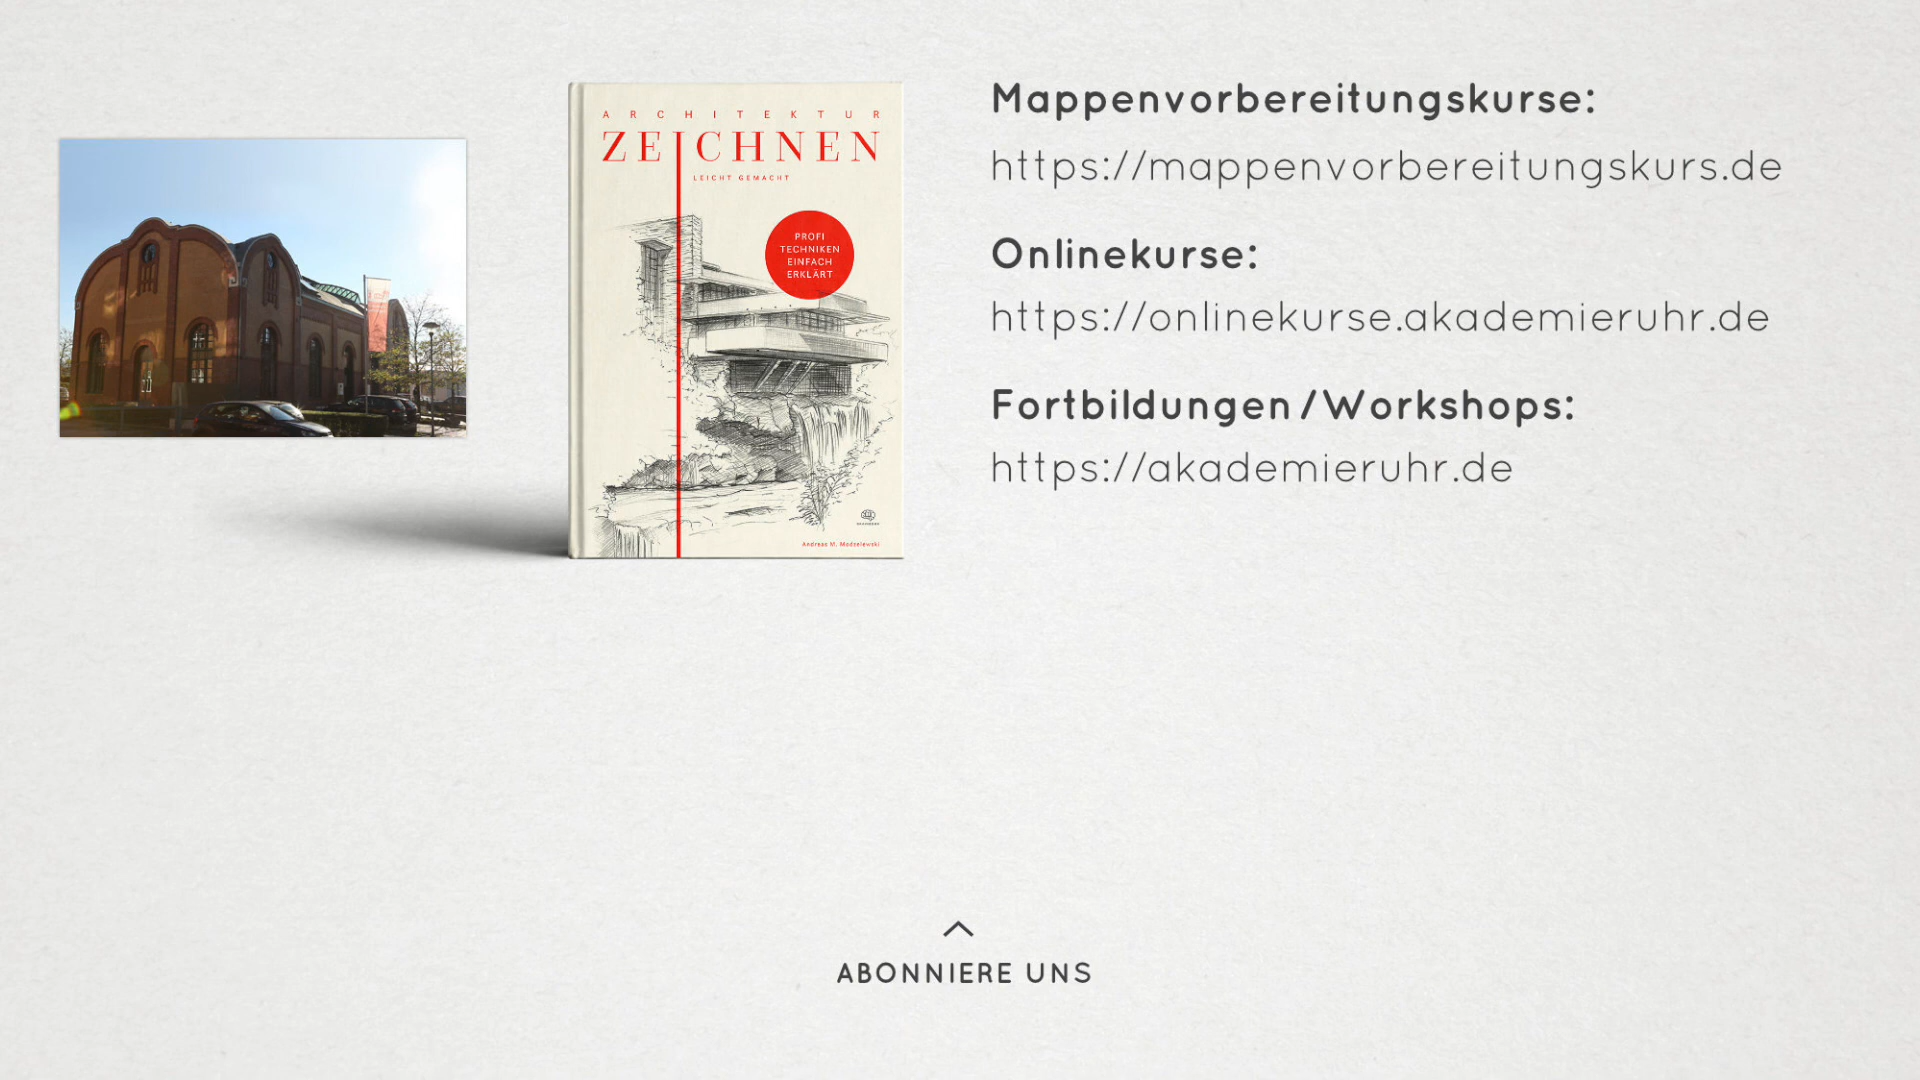 ARCHITEKTUR
ZEICHNEN
LEICHT GEMACHT
PROFI
TECHNIKEN
EINFACH
ERKLÄRT
Andreas M. Modzelewski
Mappenvorbereitungskurse:
https://mappenvorbereitungskurs.de
Onlinekurse:
https://onlinekurse.akademieruhr.de
Fortbildungen/Workshops:
https://akademieruhr.de
ABONNIERE UNS